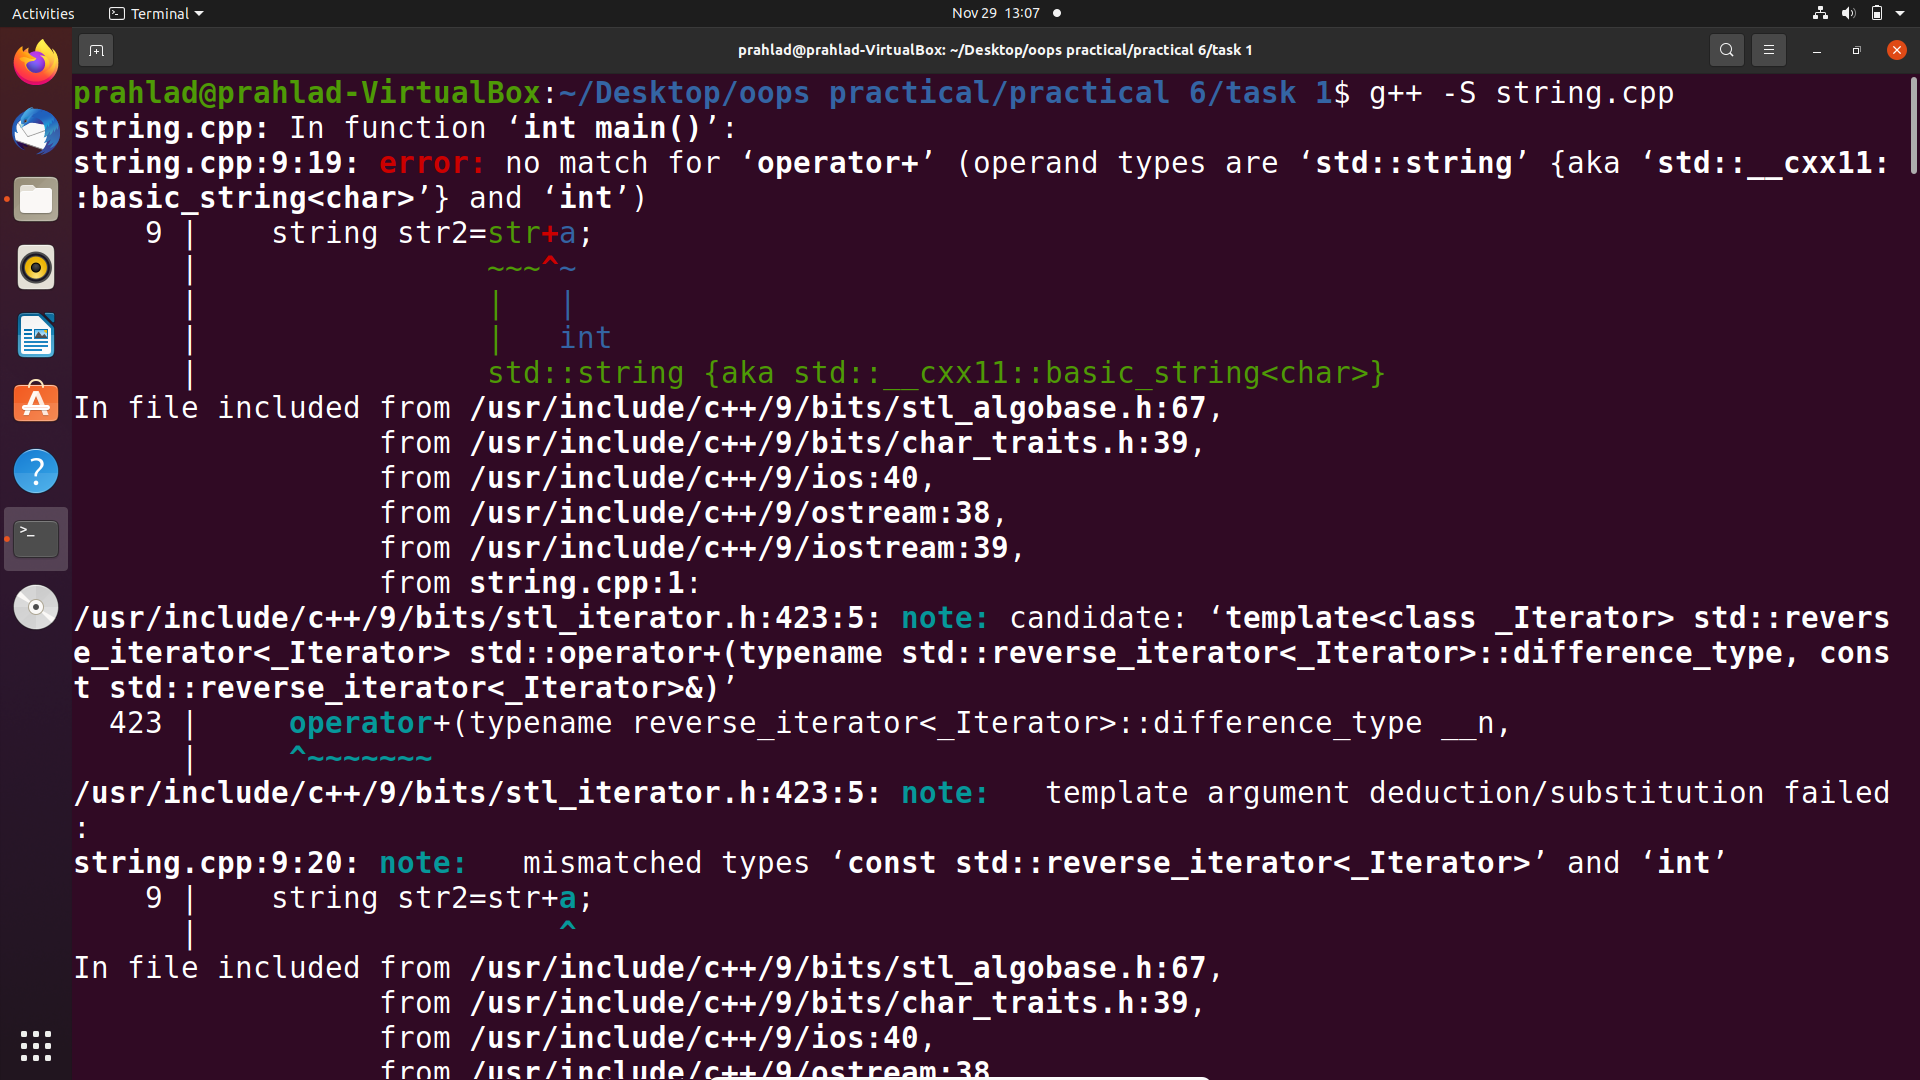 Activities Terminal Nov 29 13:07
prahlad@prahlad-VirtualBox: ~/Desktop/oops practical/practical 6/task 1
prahlad@prahlad-VirtualBox:~/Desktop/oops practical/practical 6/task 1$ g++ -S string.cpp
string.cpp: In function ‘int main()’:
string.cpp:9:19: error: no match for ‘operator+’ (operand types are ‘std::string’ {aka ‘std::__cxx11:
:basic_string<char>’} and ‘int’)
    9 |    string str2=str+a;
      |                ~~~^~
      |                |   |
      |                |   int
      |                std::string {aka std::__cxx11::basic_string<char>}
In file included from /usr/include/c++/9/bits/stl_algobase.h:67,
                 from /usr/include/c++/9/bits/char_traits.h:39,
                 from /usr/include/c++/9/ios:40,
                 from /usr/include/c++/9/ostream:38,
                 from /usr/include/c++/9/iostream:39,
                 from string.cpp:1:
/usr/include/c++/9/bits/stl_iterator.h:423:5: note: candidate: ‘template<class _Iterator> std::revers
e_iterator<_Iterator> std::operator+(typename std::reverse_iterator<_Iterator>::difference_type, cons
t std::reverse_iterator<_Iterator>&)’
  423 |     operator+(typename reverse_iterator<_Iterator>::difference_type __n,
      |     ^~~~~~~~
/usr/include/c++/9/bits/stl_iterator.h:423:5: note:   template argument deduction/substitution failed
:
string.cpp:9:20: note:   mismatched types ‘const std::reverse_iterator<_Iterator>’ and ‘int’
    9 |    string str2=str+a;
      |                    ^
In file included from /usr/include/c++/9/bits/stl_algobase.h:67,
                 from /usr/include/c++/9/bits/char_traits.h:39,
                 from /usr/include/c++/9/ios:40,
                 from /usr/include/c++/9/ostream:38